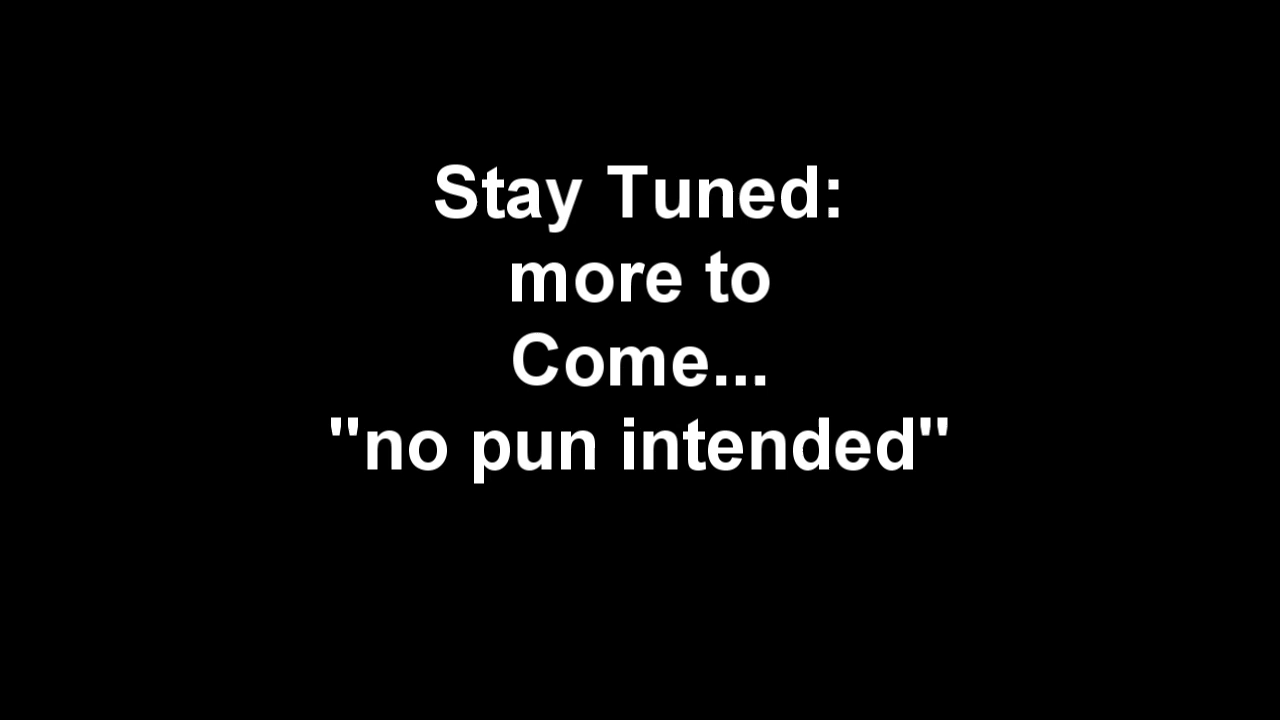 Stay Tuned:
more to
Come...
"no pun intended"